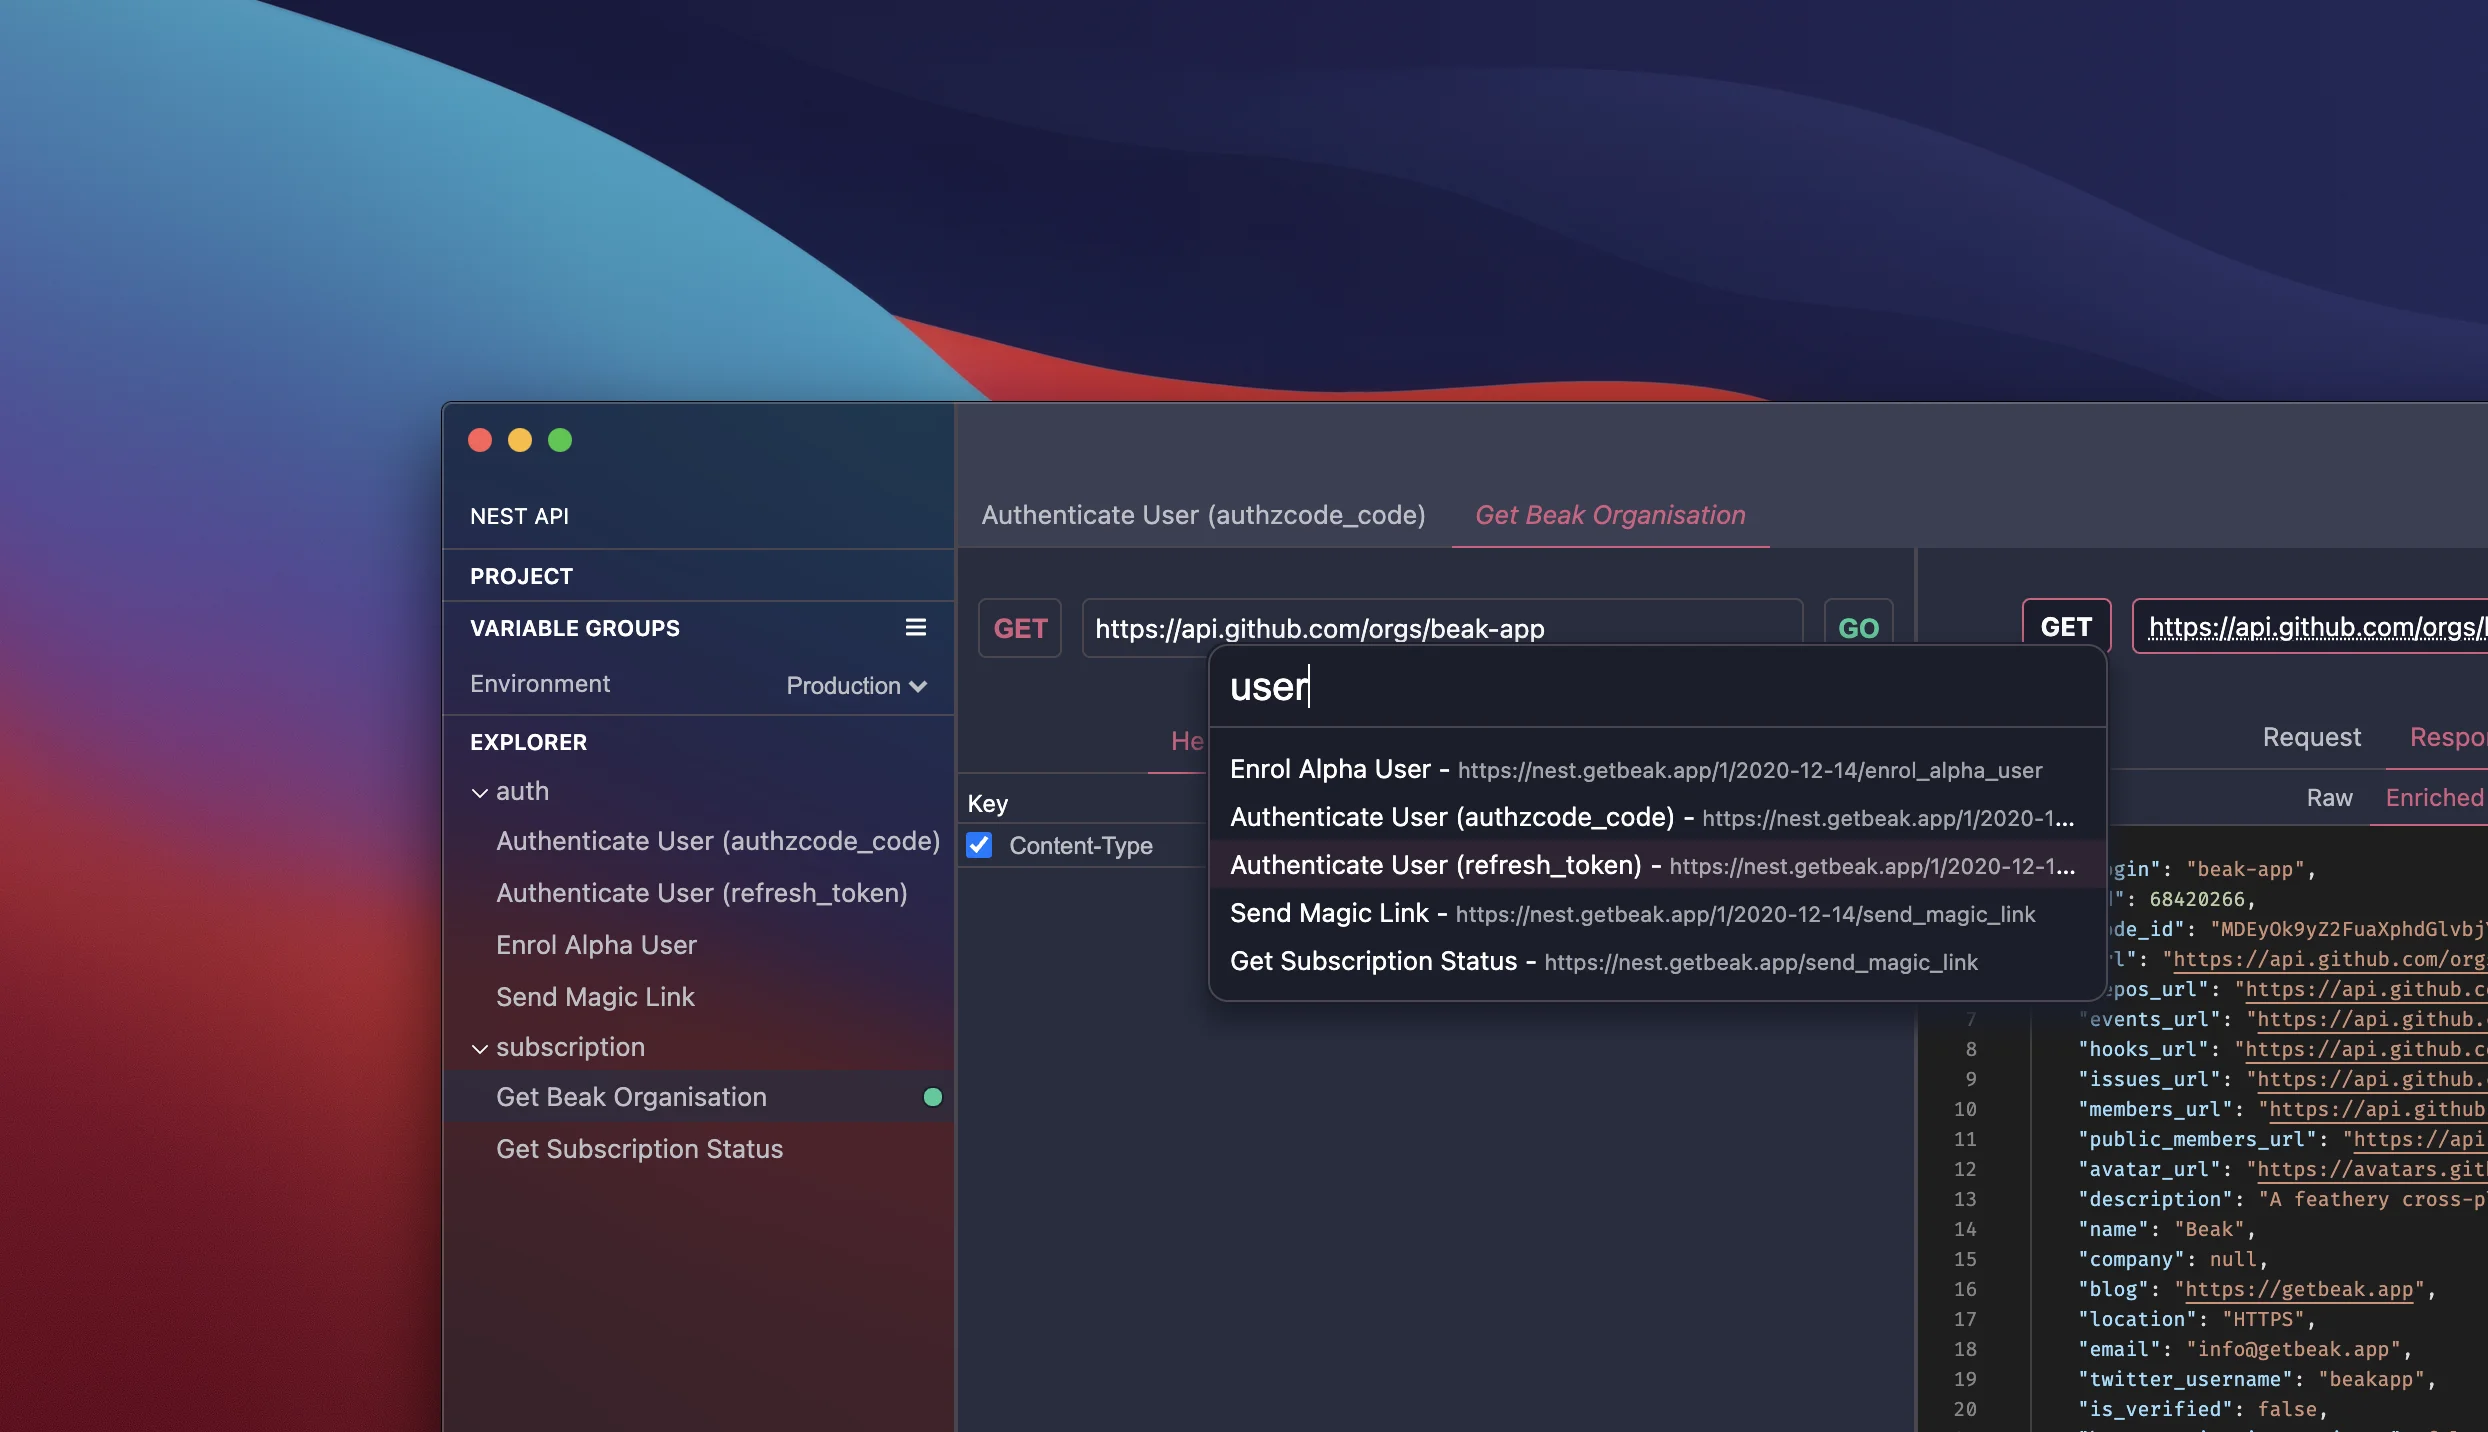 NEST API
PROJECT
VARIABLE GROUPS
Environment
Production
EXPLORER
auth
Authenticate User (authzcode_code)
Authenticate User (refresh_token)
Enrol Alpha User
Send Magic Link
subscription
Get Beak Organisation
Get Subscription Status
Authenticate User (authzcode_code)
Get Beak Organisation
GET
https://api.github.com/orgs/beak-app
GO
He
Key
Content-Type
user
Enrol Alpha User - https://nest.getbeak.app/1/2020-12-14/enrol_alpha_user
Authenticate User (authzcode_code) - https://nest.getbeak.app/1/2020-1...
Authenticate User (refresh_token) - https://nest.getbeak.app/1/2020-12-1...
Send Magic Link - https://nest.getbeak.app/1/2020-12-14/send_magic_link
Get Subscription Status - https://nest.getbeak.app/send_magic_link
GET
https://api.github.com/orgs/
Request
Respo
Raw
Enriched
gin": "beak-app",
": 68420266,
de_id": "MDEyOk9yZ2FuaXphdGlvbj
l": "https://api.github.com/org
epos_url": "https://api.github.c
7 "events_url": "https://api.github.
8 "hooks_url": "https://api.github.c
9 "issues_url": "https://api.github.
10 "members_url": "https://api.github
11 "public_members_url": "https://api
12 "avatar_url": "https://avatars.git
13 "description": "A feathery cross-p
14 "name": "Beak",
15 "company": null,
16 "blog": "https://getbeak.app",
17 "location": "HTTPS",
18 "email": "info@getbeak.app",
19 "twitter_username": "beakapp",
20 "is_verified": false,